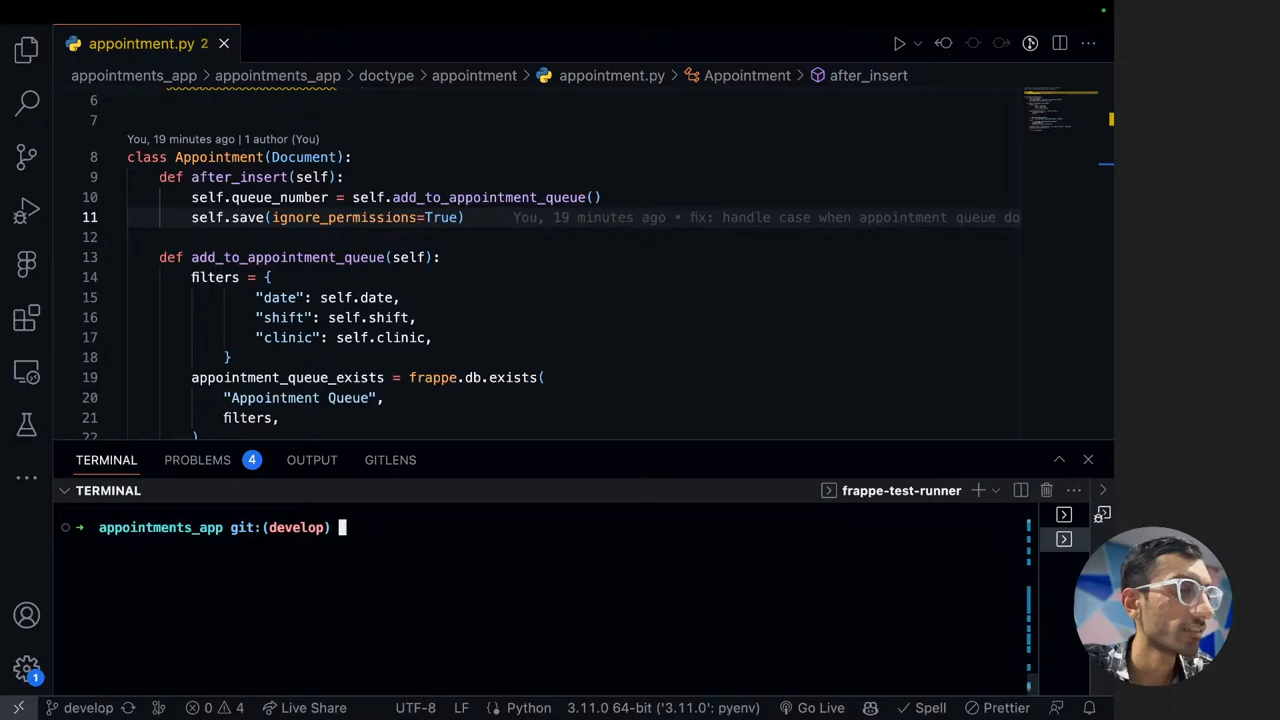 appointment.py 2
appointments_app > appointments_app > doctype > appointment > appointment.py > Appointment > after_insert
6
7
You, 19 minutes ago | 1 author (You)
8 class Appointment(Document):
9 def after_insert(self):
10 self.queue_number = self.add_to_appointment_queue()
11 self.save(ignore_permissions=True) You, 19 minutes ago • fix: handle case when appointment queue do
12
13 def add_to_appointment_queue(self):
14 filters = {
15 "date": self.date,
16 "shift": self.shift,
17 "clinic": self.clinic,
18 }
19 appointment_queue_exists = frappe.db.exists(
20 "Appointment Queue",
21 filters,
22 )
TERMINAL PROBLEMS 4 OUTPUT GITLENS
TERMINAL frappe-test-runner
→ appointments_app git:(develop)
1
develop 0 4 Live Share UTF-8 LF Python 3.11.0 64-bit ('3.11.0': pyenv) Go Live Spell Prettier